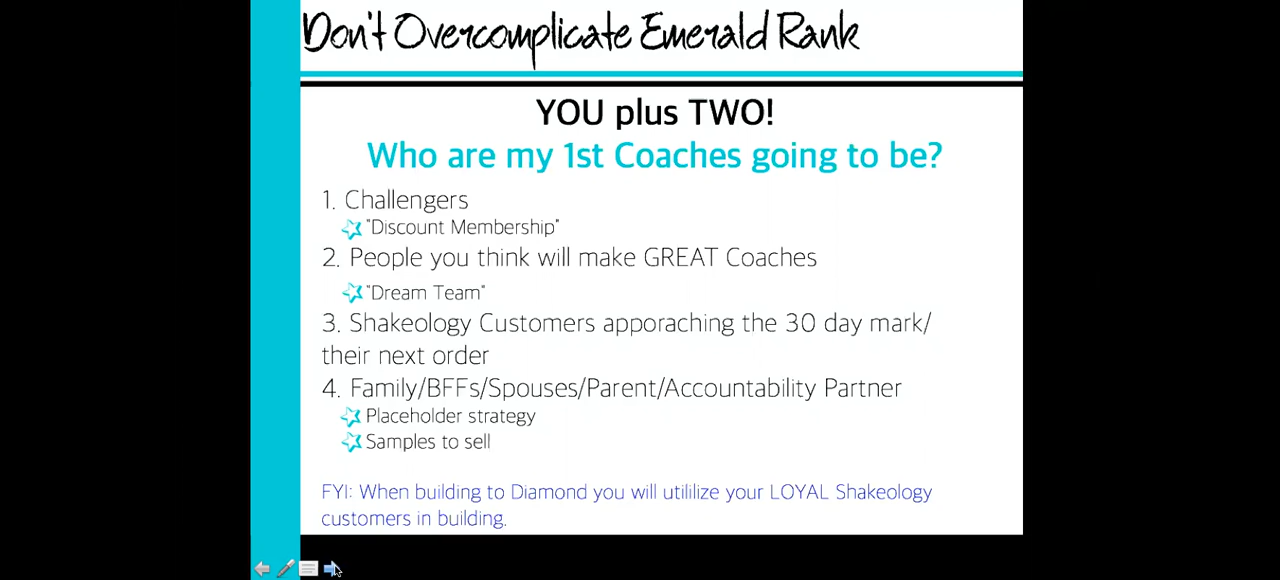 Don't Overcomplicate Emerald Rank
YOU plus TWO!
Who are my 1st Coaches going to be?
1. Challengers
"Discount Membership"
2. People you think will make GREAT Coaches
"Dream Team"
3. Shakeology Customers apporaching the 30 day mark/
their next order
4. Family/BFFs/Spouses/Parent/Accountability Partner
Placeholder strategy
Samples to sell
FYI: When building to Diamond you will utililize your LOYAL Shakeology
customers in building.